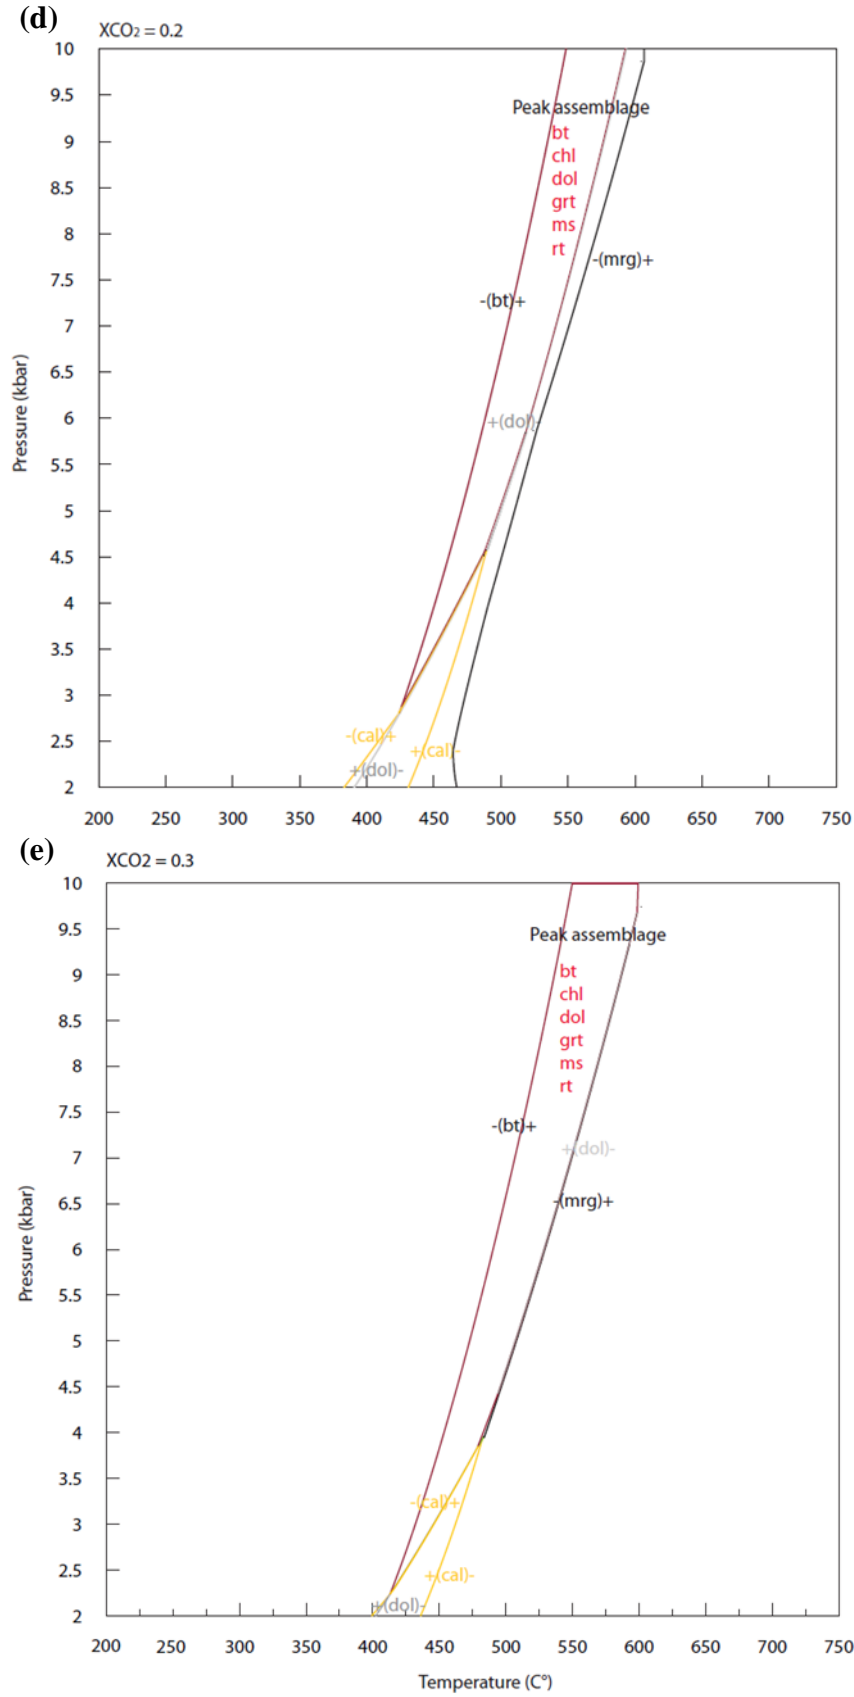 (d)
XCO2 = 0.2
10
9.5
9
8.5
8
7.5
7
6.5
6
5.5
5
4.5
4
3.5
3
2.5
2
Pressure (kbar)
Peak assemblage
bt
chl
dol
grt
ms
rt
-(mrg)+
-(bt)+
+(dol)-
-(cal)+
+(cal)-
+(dol)-
200 250 300 350 400 450 500 550 600 650 700 750
(e)
XCO2 = 0.3
10
9.5
9
8.5
8
7.5
7
6.5
6
5.5
5
4.5
4
3.5
3
2.5
2
Pressure (kbar)
Peak assemblage
bt
chl
dol
grt
ms
rt
-(bt)+
+(dol)-
-(mrg)+
-(cal)+
+(cal)-
+(dol)-
200 250 300 350 400 450 500 550 600 650 700 750
Temperature (C°)